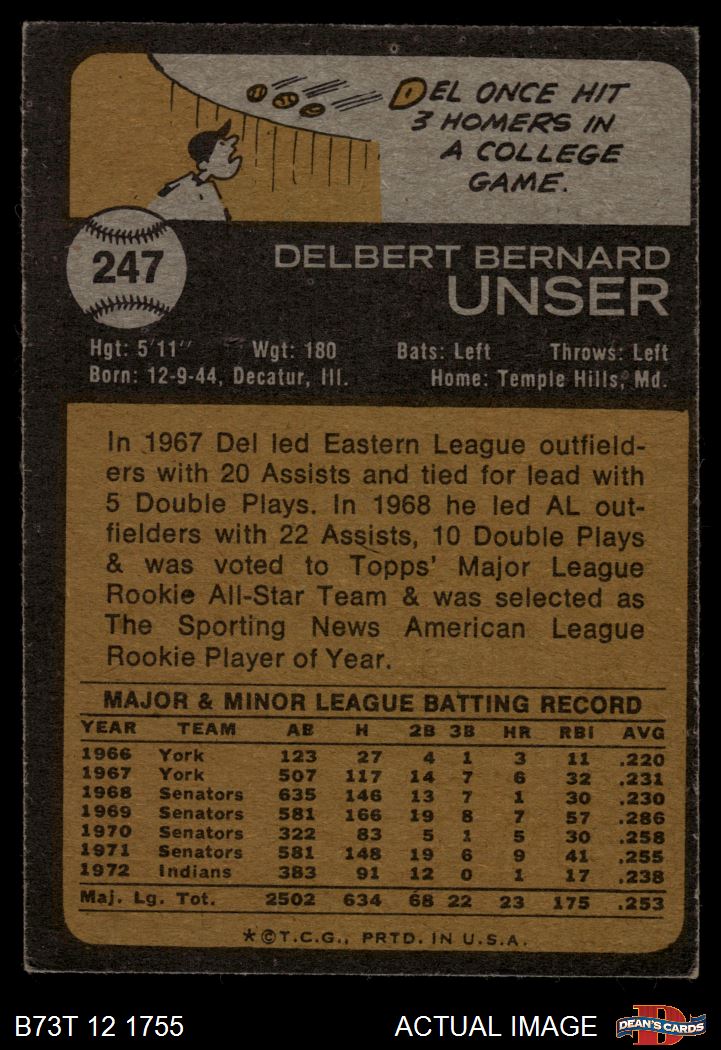 DEL ONCE HIT
3 HOMERS IN
A COLLEGE
GAME.
247
DELBERT BERNARD
UNSER
Hgt: 5'11" Wgt: 180 Bats: Left Throws: Left
Born: 12-9-44, Decatur, Ill. Home: Temple Hills, Md.
In 1967 Del led Eastern League outfield-
ers with 20 Assists and tied for lead with
5 Double Plays. In 1968 he led AL out-
fielders with 22 Assists, 10 Double Plays
& was voted to Topps' Major League
Rookie All-Star Team & was selected as
The Sporting News American League
Rookie Player of Year.
MAJOR & MINOR LEAGUE BATTING RECORD
YEAR TEAM AB H 2B 3B HR RBI AVG
1966 York 123 27 4 1 3 11 .220
1967 York 507 117 14 7 6 32 .231
1968 Senators 635 146 13 7 1 30 .230
1969 Senators 581 166 19 8 7 57 .286
1970 Senators 322 83 5 1 5 30 .258
1971 Senators 581 148 19 6 9 41 .255
1972 Indians 383 91 12 0 1 17 .238
Maj. Lg. Tot. 2502 634 68 22 23 175 .253
*©T.C.G., PRTD. IN U.S.A.
B73T 12 1755 ACTUAL IMAGE DEAN'S CARDS